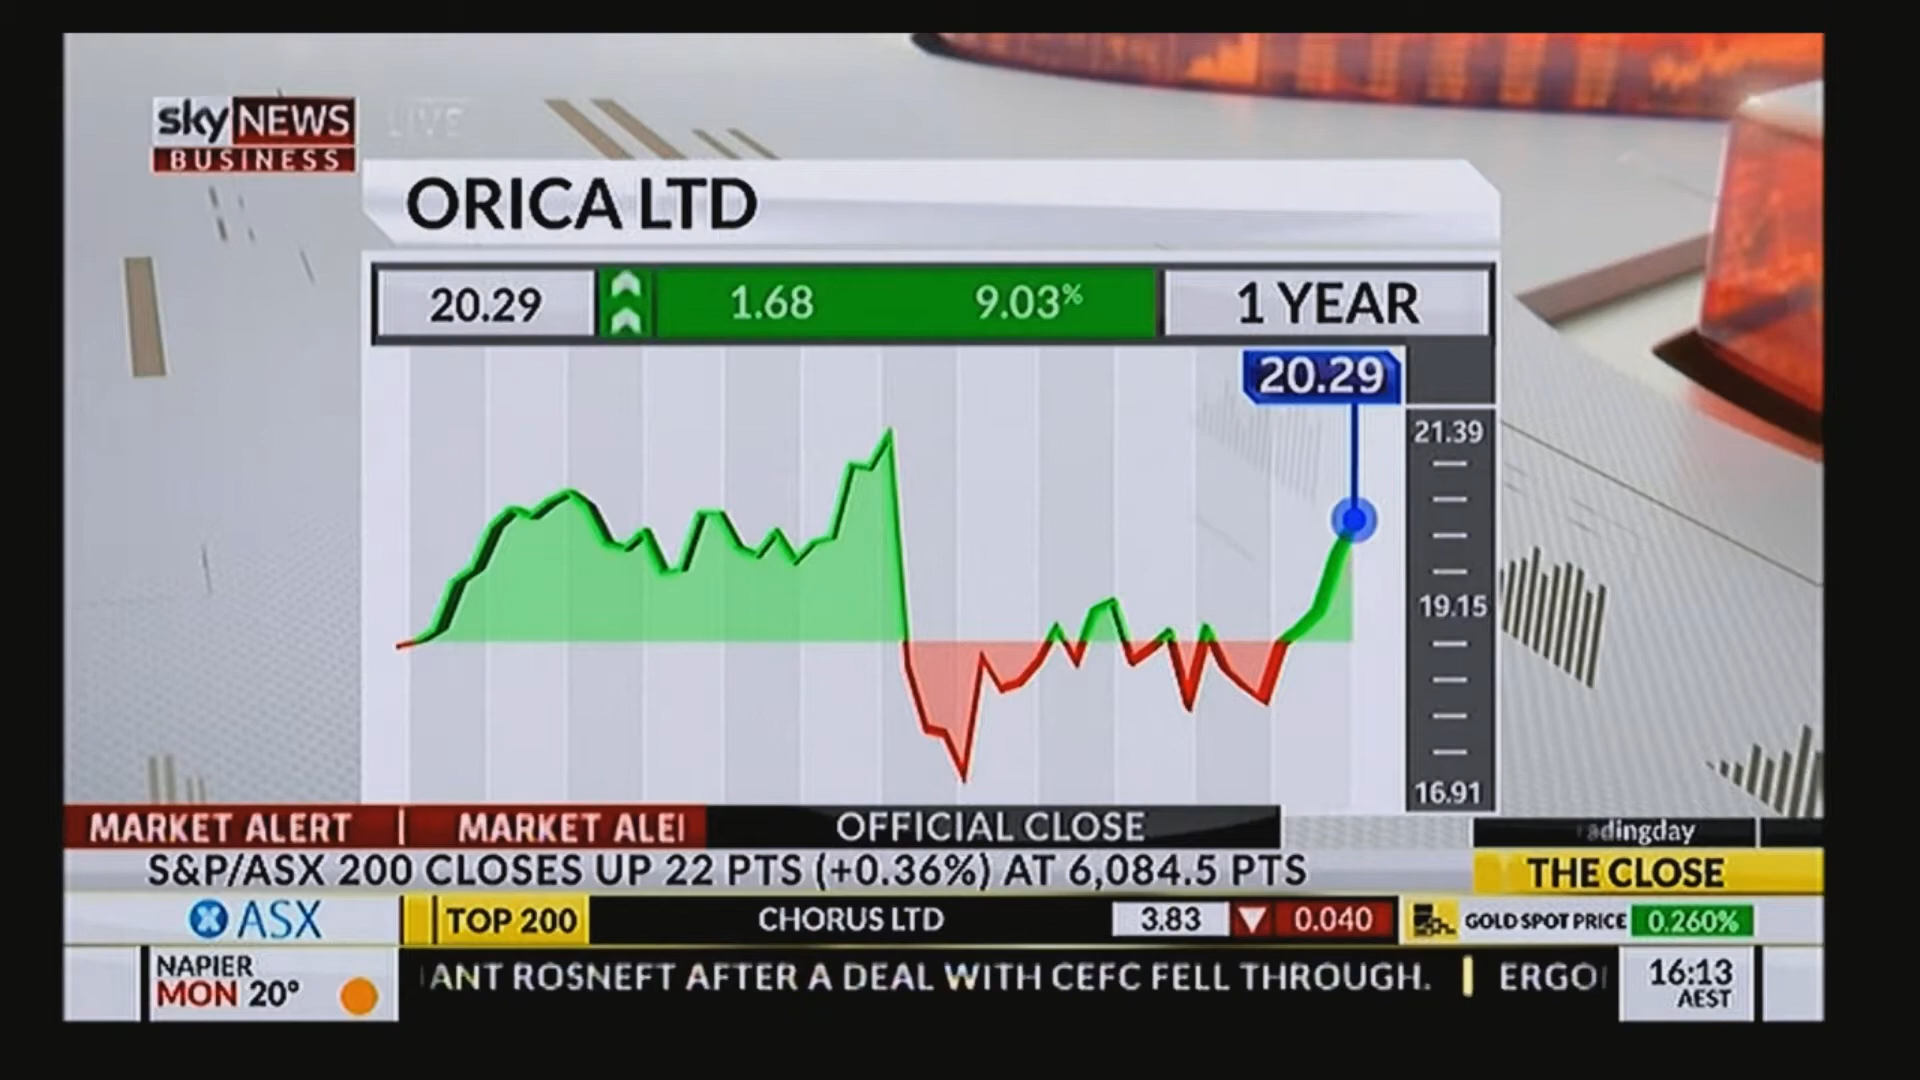 sky NEWS
BUSINESS
LIVE
ORICA LTD
20.29 1.68 9.03% 1 YEAR
20.29
21.39
19.15
16.91
MARKET ALERT | MARKET ALE
OFFICIAL CLOSE
adingday
S&P/ASX 200 CLOSES UP 22 PTS (+0.36%) AT 6,084.5 PTS
THE CLOSE
ASX TOP 200 CHORUS LTD 3.83 0.040 GOLD SPOT PRICE 0.260%
NAPIER
MON 20°
ANT ROSNEFT AFTER A DEAL WITH CEFC FELL THROUGH. | ERGO
16:13
AEST